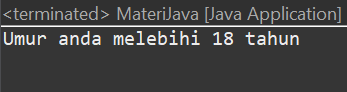 <terminated> MateriJava [Java Application]
Umur anda melebihi 18 tahun